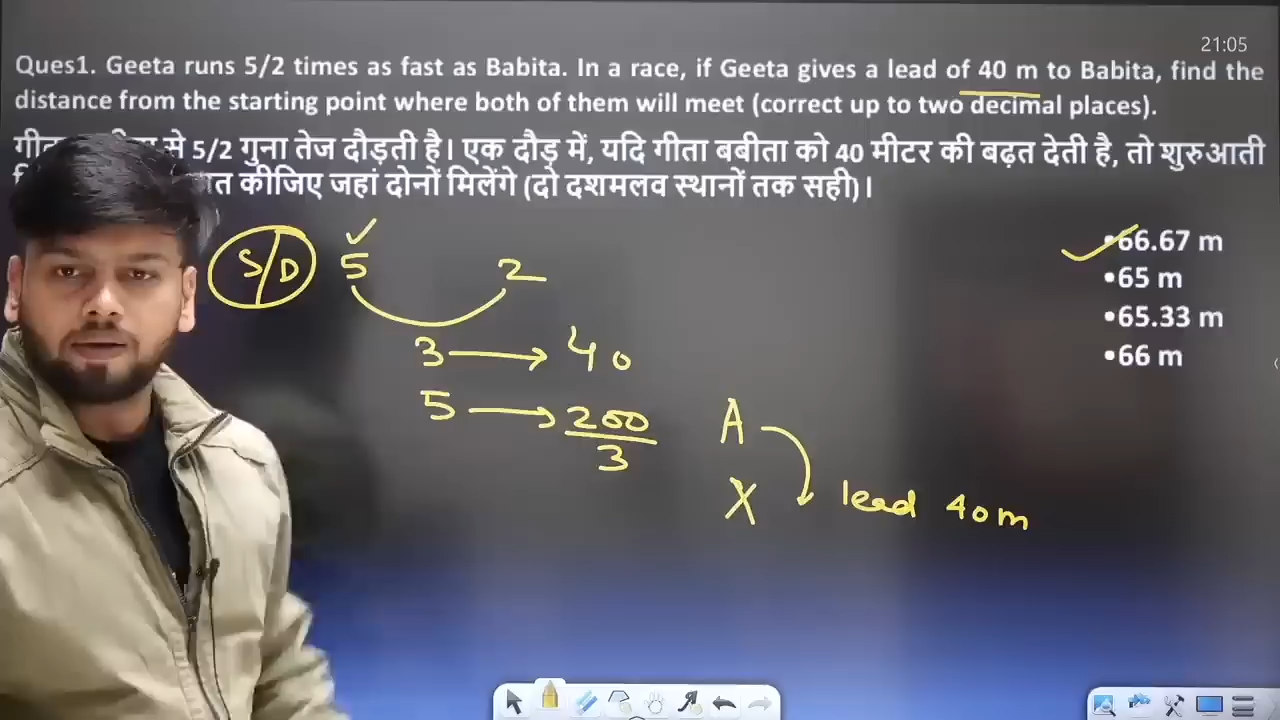 21:05
Ques1. Geeta runs 5/2 times as fast as Babita. In a race, if Geeta gives a lead of 40 m to Babita, find the
distance from the starting point where both of them will meet (correct up to two decimal places).
से 5/2 गुना तेज दौड़ती है। एक दौड़ में, यदि गीता बबीता को 40 मीटर की बढ़त देती है, तो शुरुआती
कीजिए जहां दोनों मिलेंगे (दो दशमलव स्थानों तक सही)।
S/D 5 2
•66.67 m
•65 m
•65.33 m
•66 m
3 → 40
5 → 200/3
A
X lead 40m